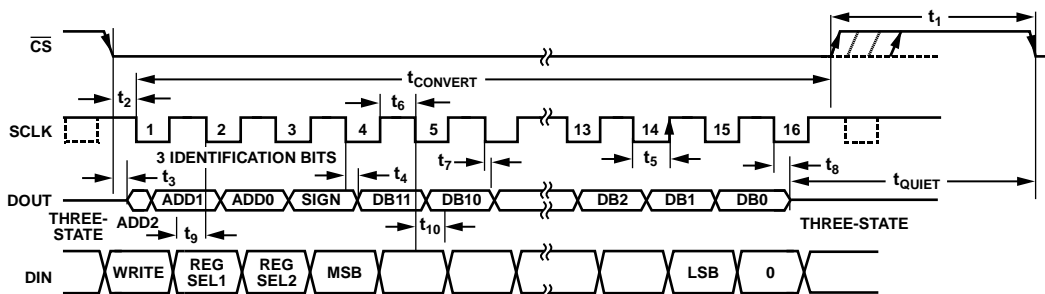 t1
CS
tCONVERT
t2
t6
SCLK
1 2 3 4 5 13 14 15 16
3 IDENTIFICATION BITS
t3
t4
t7
t5
t8
tQUIET
DOUT
ADD1 ADD0 SIGN DB11 DB10 DB2 DB1 DB0
THREE-
STATE
ADD2
THREE-STATE
t9
t10
DIN
WRITE
REG
SEL1
REG
SEL2
MSB
LSB
0